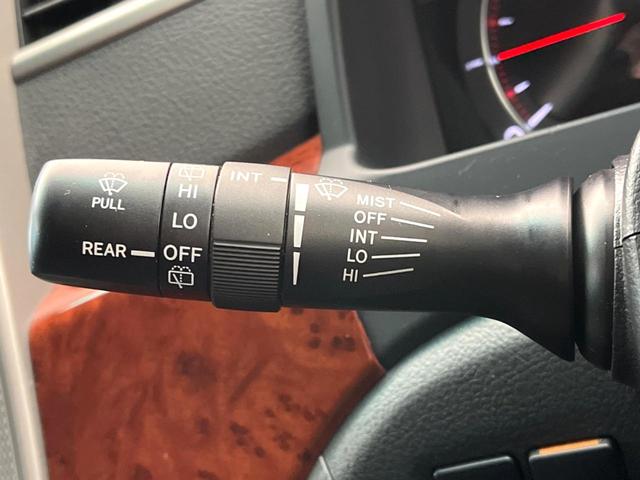 PULL
REAR
HI
LO
OFF
INT
MIST
OFF
INT
LO
HI